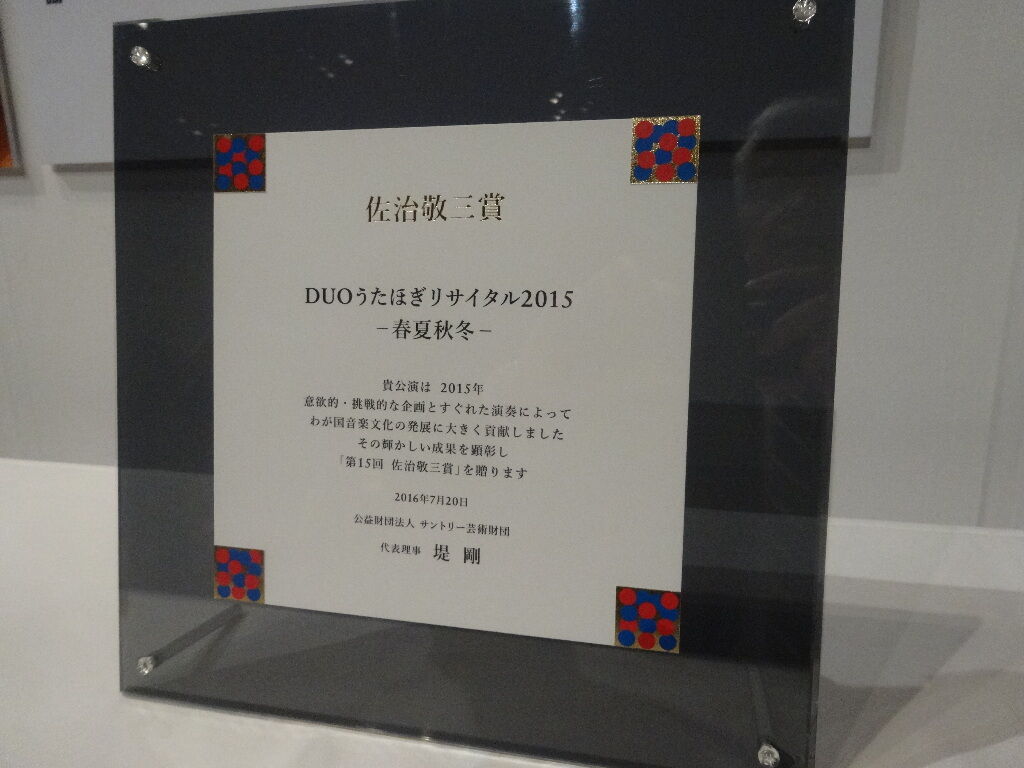 佐治敬三賞
DUOうたほぎリサイタル2015
−春夏秋冬−
貴公演は 2015年
意欲的・挑戦的な企画とすぐれた演奏によって
わが国音楽文化の発展に大きく貢献しました
その輝かしい成果を顕彰し
「第15回 佐治敬三賞」を贈ります
2016年7月20日
公益財団法人 サントリー芸術財団
代表理事 堤 剛